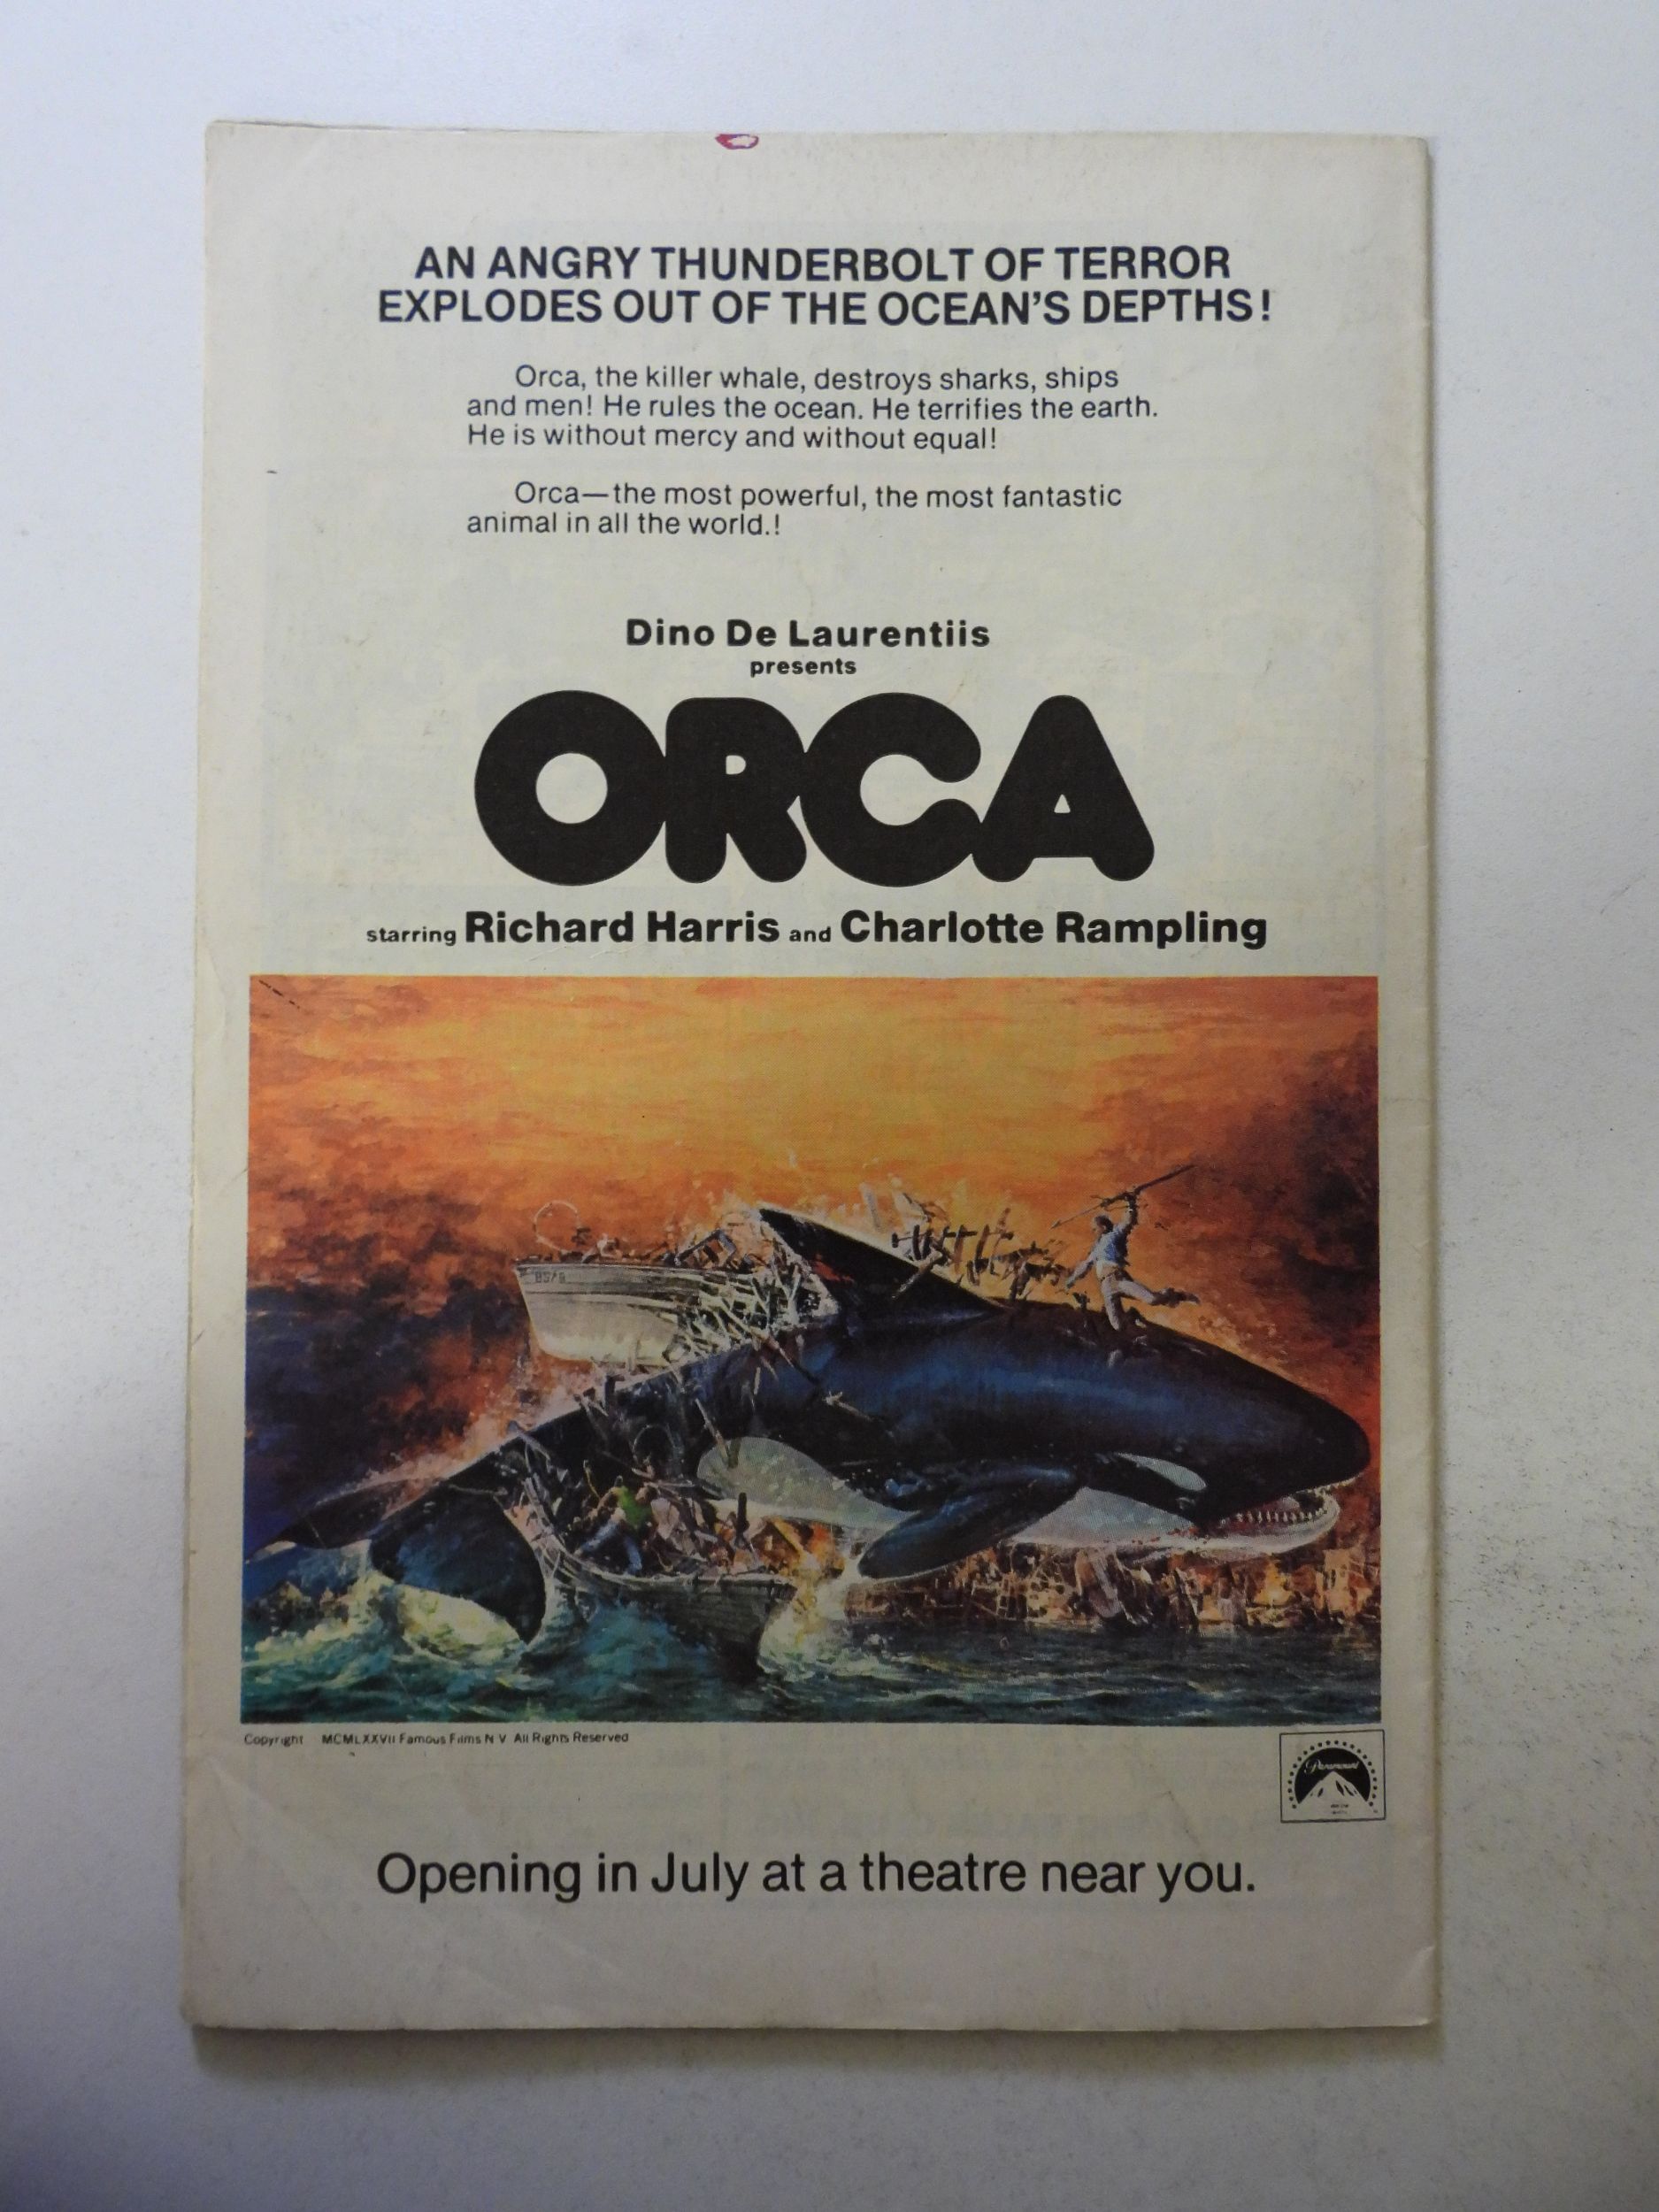 AN ANGRY THUNDERBOLT OF TERROR
EXPLODES OUT OF THE OCEAN'S DEPTHS!
Orca, the killer whale, destroys sharks, ships
and men! He rules the ocean. He terrifies the earth.
He is without mercy and without equal!
Orca—the most powerful, the most fantastic
animal in all the world.!
Dino De Laurentiis
presents
ORCA
starring Richard Harris and Charlotte Rampling
Copyright MCMLXXVII Famous Films N V All Rights Reserved
Paramount
Opening in July at a theatre near you.